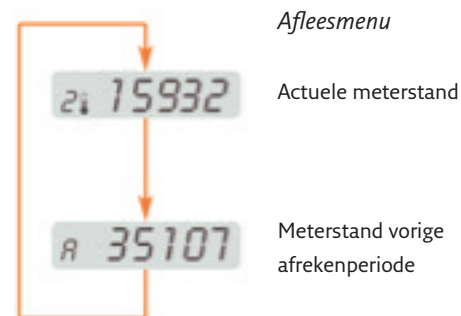 Afleesmenu
2 15932
Actuele meterstand
A 35107
Meterstand vorige
afrekenperiode